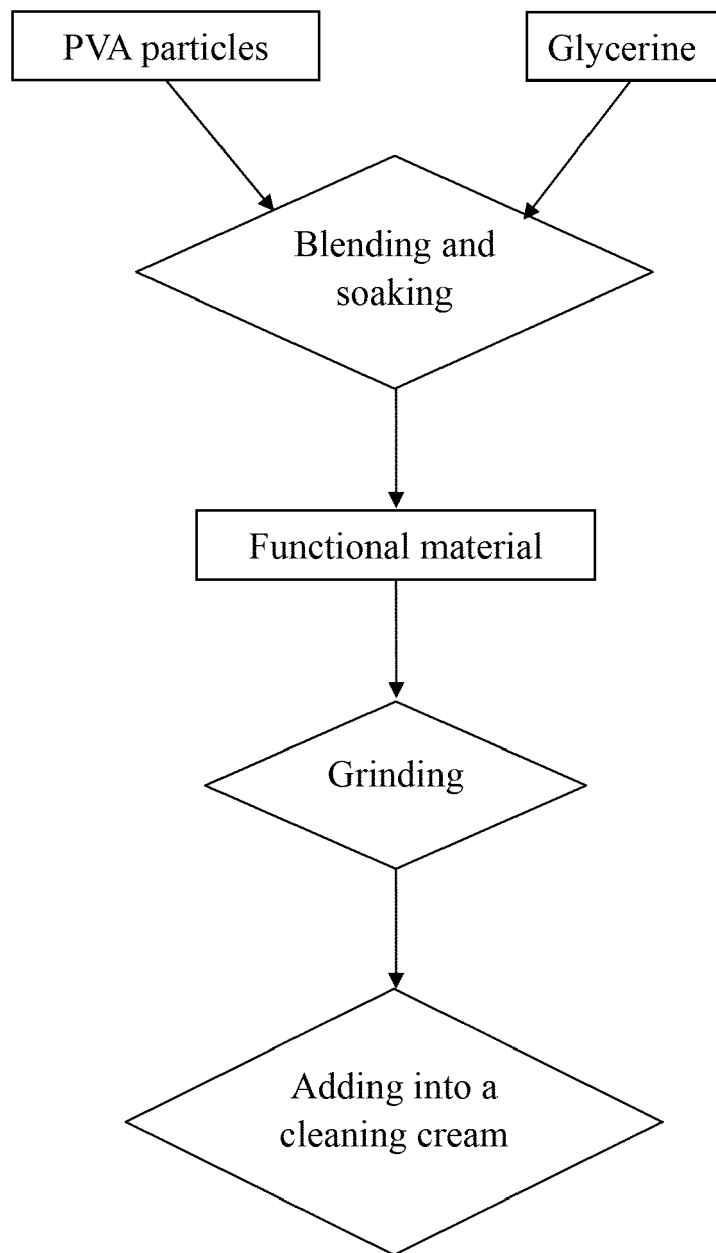 PVA particles
Glycerine
Blending and
soaking
Functional material
Grinding
Adding into a
cleaning cream